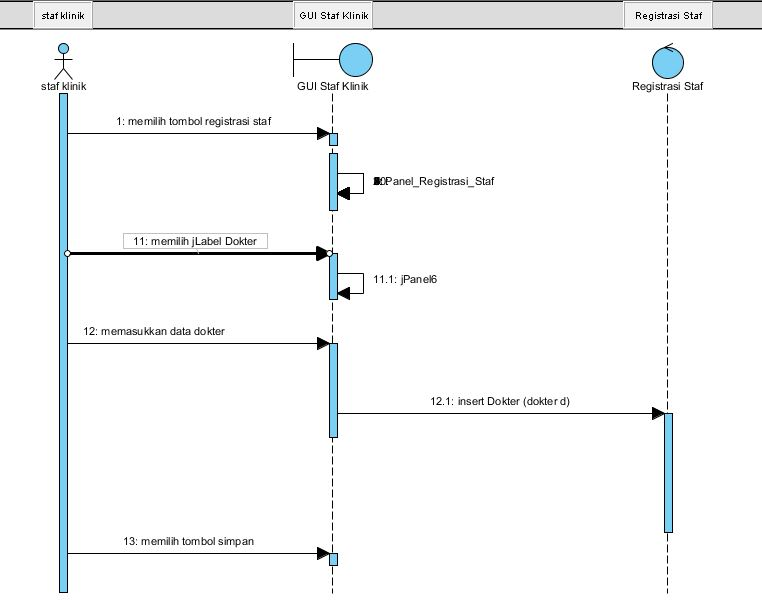 staf klinik
GUI Staf Klinik
Registrasi Staf
staf klinik
GUI Staf Klinik
Registrasi Staf
1: memilih tombol registrasi staf
Panel_Registrasi_Staf
11: memilih jLabel Dokter
11.1: jPanel6
12: memasukkan data dokter
12.1: insert Dokter (dokter d)
13: memilih tombol simpan